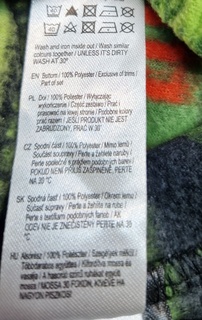 40
Wash and iron inside out / Wash similar
colours together / UNLESS IT'S DIRTY
WASH AT 30°
EN Bottom / 100% Polyester / Exclusive of trims /
Part of set
PL Dół / 100% Poliester / Wyłączając
wykończenie / Część zestawu / Prać i
prasować na lewej stronie / Podobne kolory
prać razem / JEŚLI PRODUKT NIE JEST
ZABRUDZONY, PRAĆ W 30°
CZ Spodní část / 100% Polyester / Mimo lemů /
Součást soupravy / Perte a žehlete naruby /
Perte společně s prádlem podobných barev /
POKUD NENÍ PŘÍLIŠ ZAŠPINĚNÉ, PERTE
NA 30 °C
SK Spodná časť / 100% Polyester / Okrem lemu /
Súčasť súpravy / Perte a žehlite na rub /
Perte s látkami podobných farieb / AK
ODEV NIE JE ZNEČISTENÝ PERTE NA
30 °C
HU Alsórész / 100% Poliészter / Szegélyek nélkül /
Többdarabos együttes / Kifordítva mossa és
vasalja / A hasonló színű ruhákat együtt
mossa / MOSSA 30 FOKON, KIVÉVE HA
NAGYON PISZKOS!